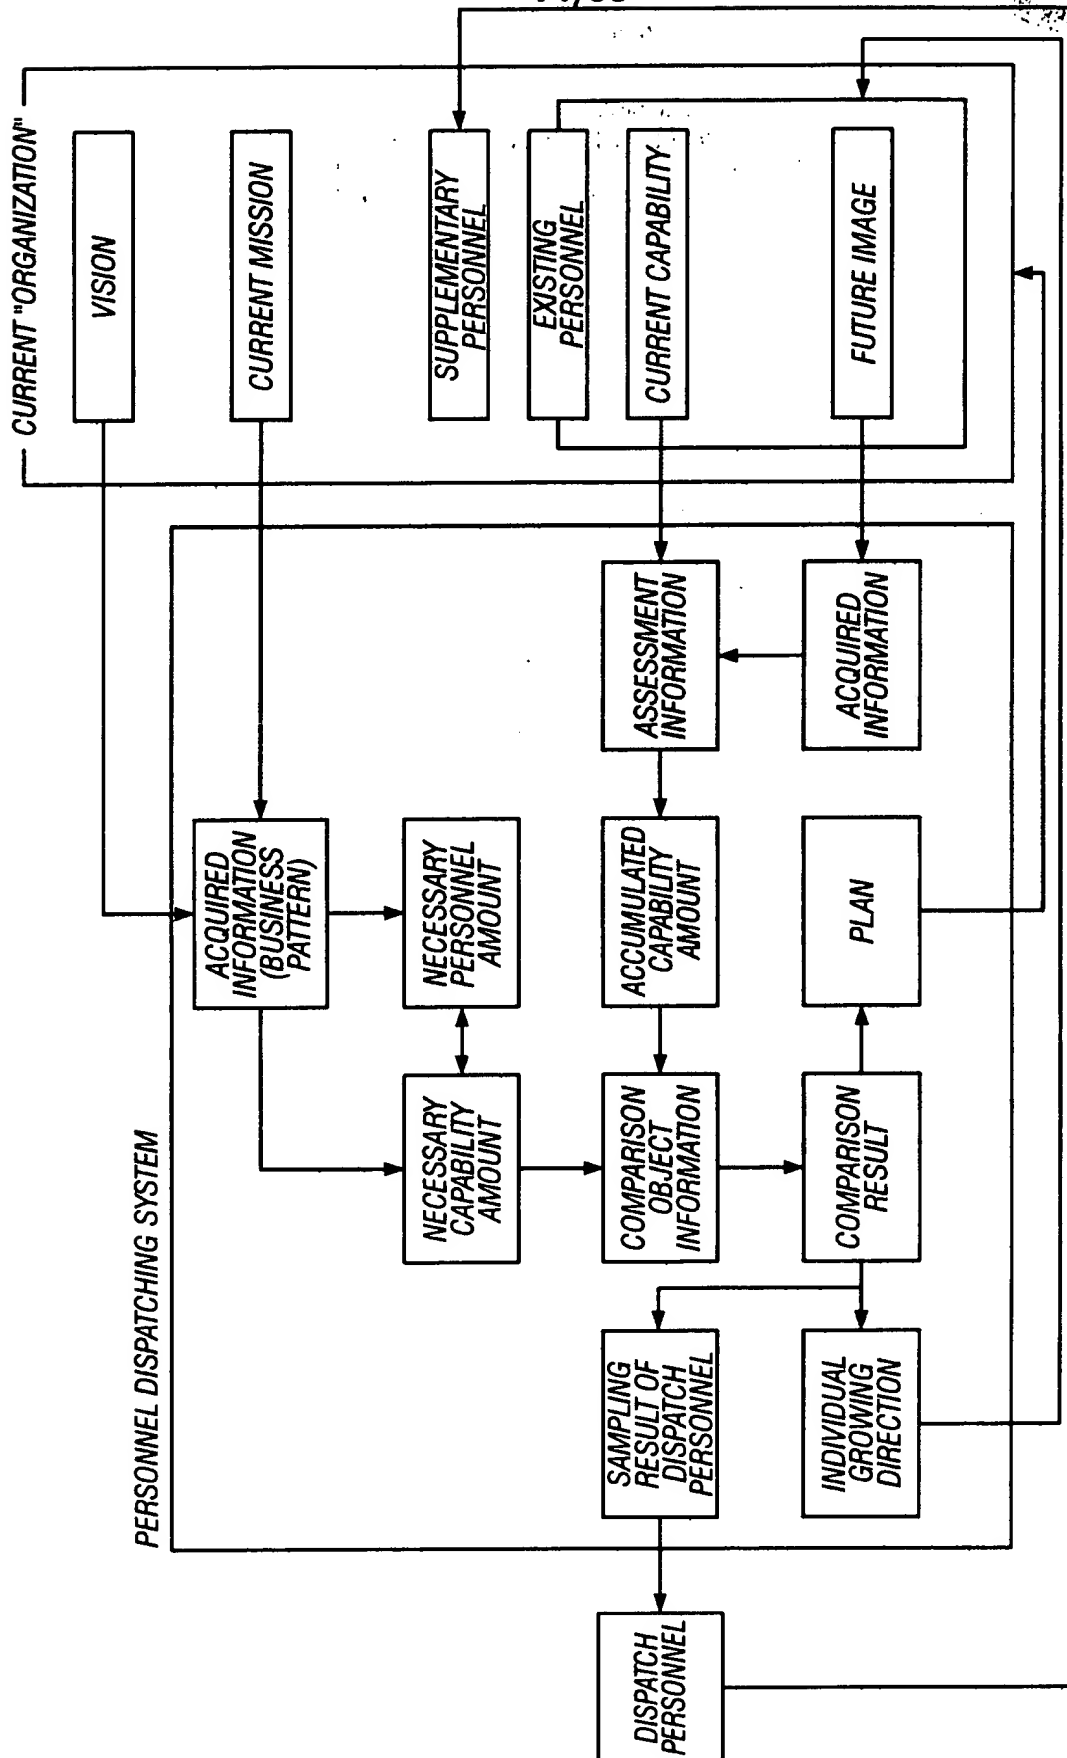 CURRENT "ORGANIZATION"
VISION
CURRENT MISSION
SUPPLEMENTARY
PERSONNEL
EXISTING
PERSONNEL
CURRENT CAPABILITY
FUTURE IMAGE
PERSONNEL DISPATCHING SYSTEM
ACQUIRED
INFORMATION
(BUSINESS
PATTERN)
NECESSARY
PERSONNEL
AMOUNT
NECESSARY
CAPABILITY
AMOUNT
ASSESSMENT
INFORMATION
ACQUIRED
INFORMATION
ACCUMULATED
CAPABILITY
AMOUNT
PLAN
COMPARISON
OBJECT
INFORMATION
COMPARISON
RESULT
SAMPLING
RESULT OF
DISPATCH
PERSONNEL
INDIVIDUAL
GROWING
DIRECTION
DISPATCH
PERSONNEL